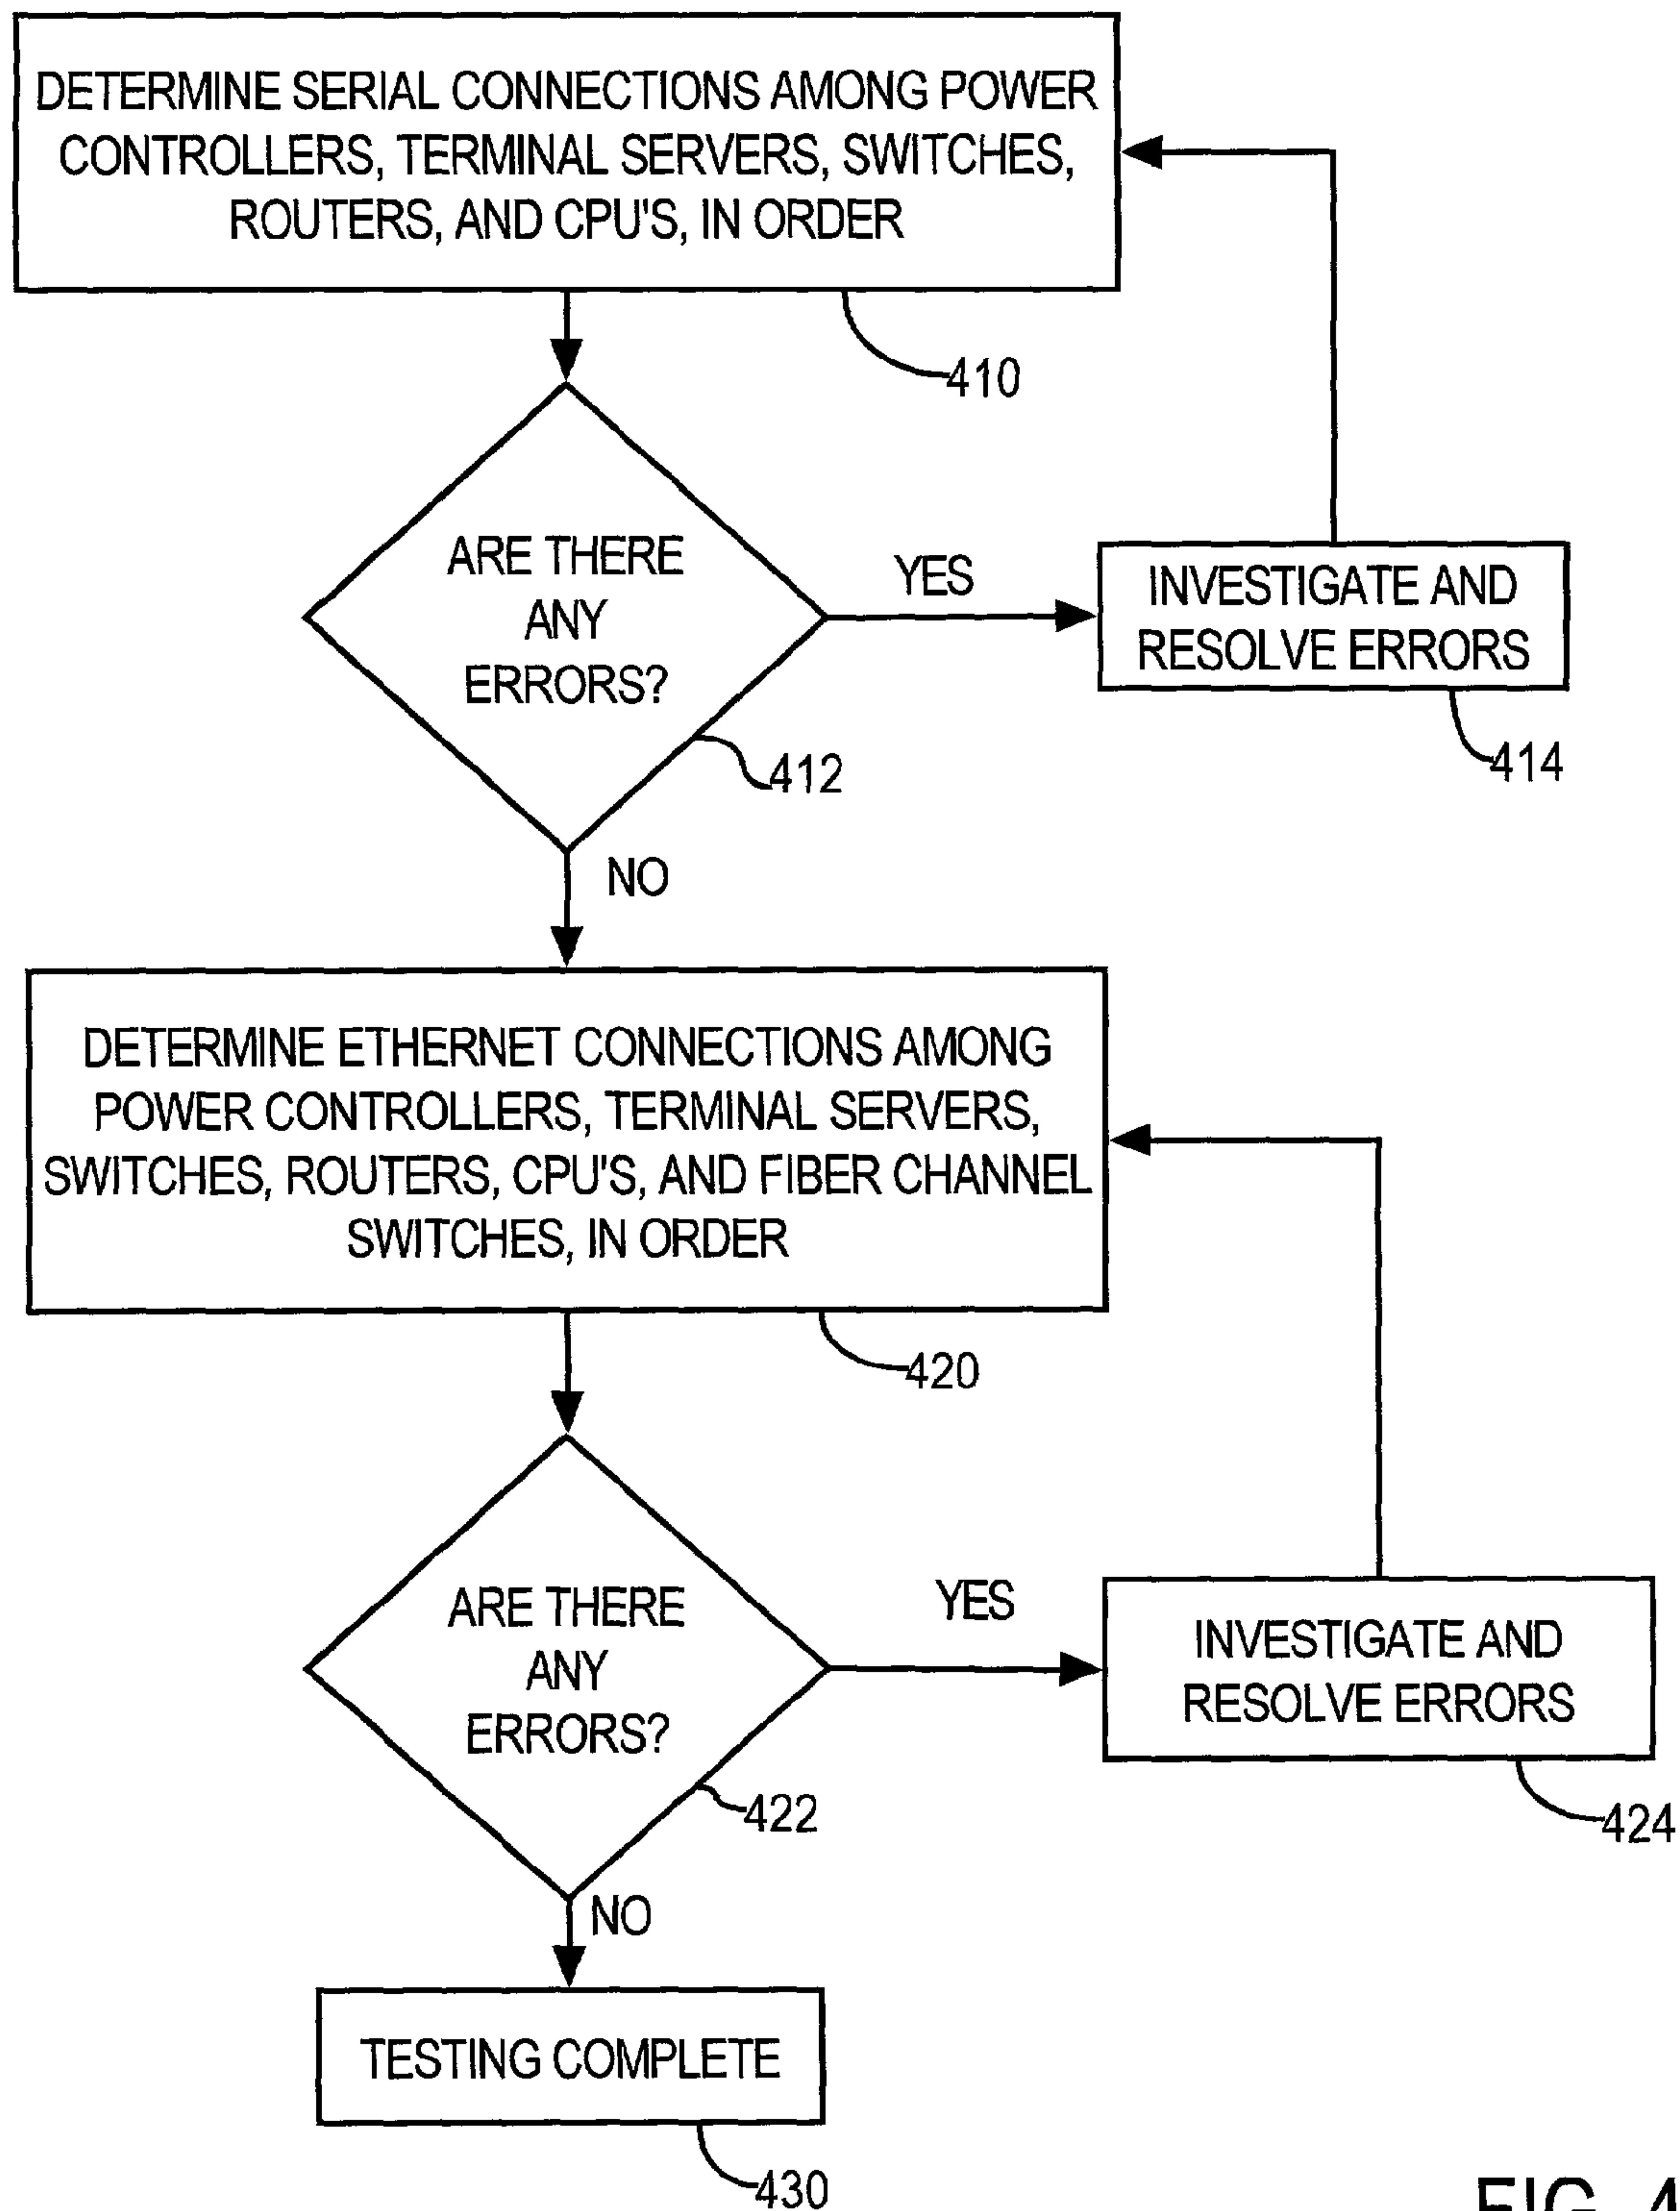 DETERMINE SERIAL CONNECTIONS AMONG POWER
CONTROLLERS, TERMINAL SERVERS, SWITCHES,
ROUTERS, AND CPU'S, IN ORDER
410
ARE THERE
ANY
ERRORS?
YES
INVESTIGATE AND
RESOLVE ERRORS
412
414
NO
DETERMINE ETHERNET CONNECTIONS AMONG
POWER CONTROLLERS, TERMINAL SERVERS,
SWITCHES, ROUTERS, CPU'S, AND FIBER CHANNEL
SWITCHES, IN ORDER
420
ARE THERE
ANY
ERRORS?
YES
INVESTIGATE AND
RESOLVE ERRORS
422
424
NO
TESTING COMPLETE
430
FIG. 4